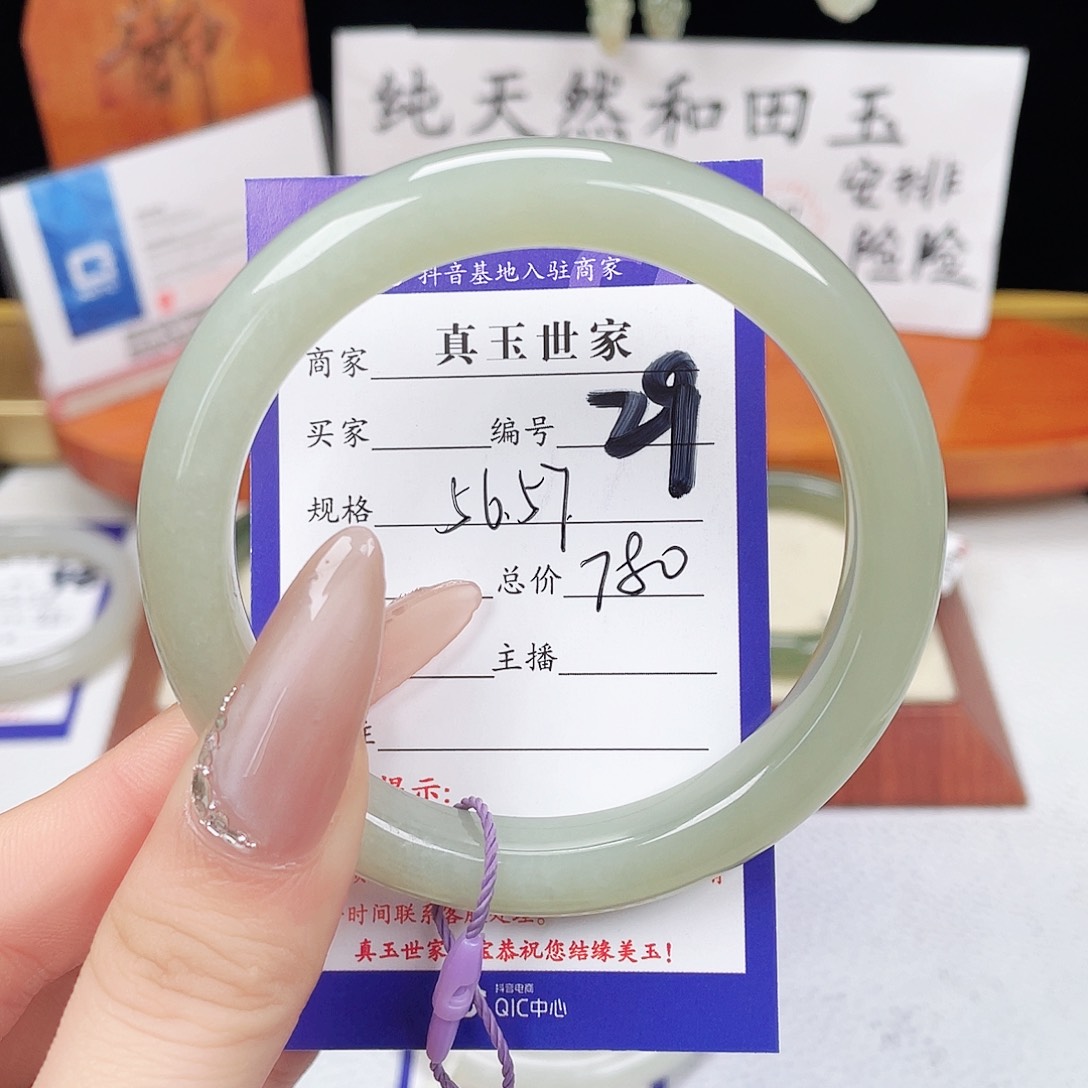 纯天然和田玉
安排
险险
抖音基地入驻商家
商家 真玉世家
买家 编号 29
规格 56.57
总价 780
主播
提示:
时间联系客服处理。
真玉世家 宝恭祝您结缘美玉!
抖音电商
QIC中心